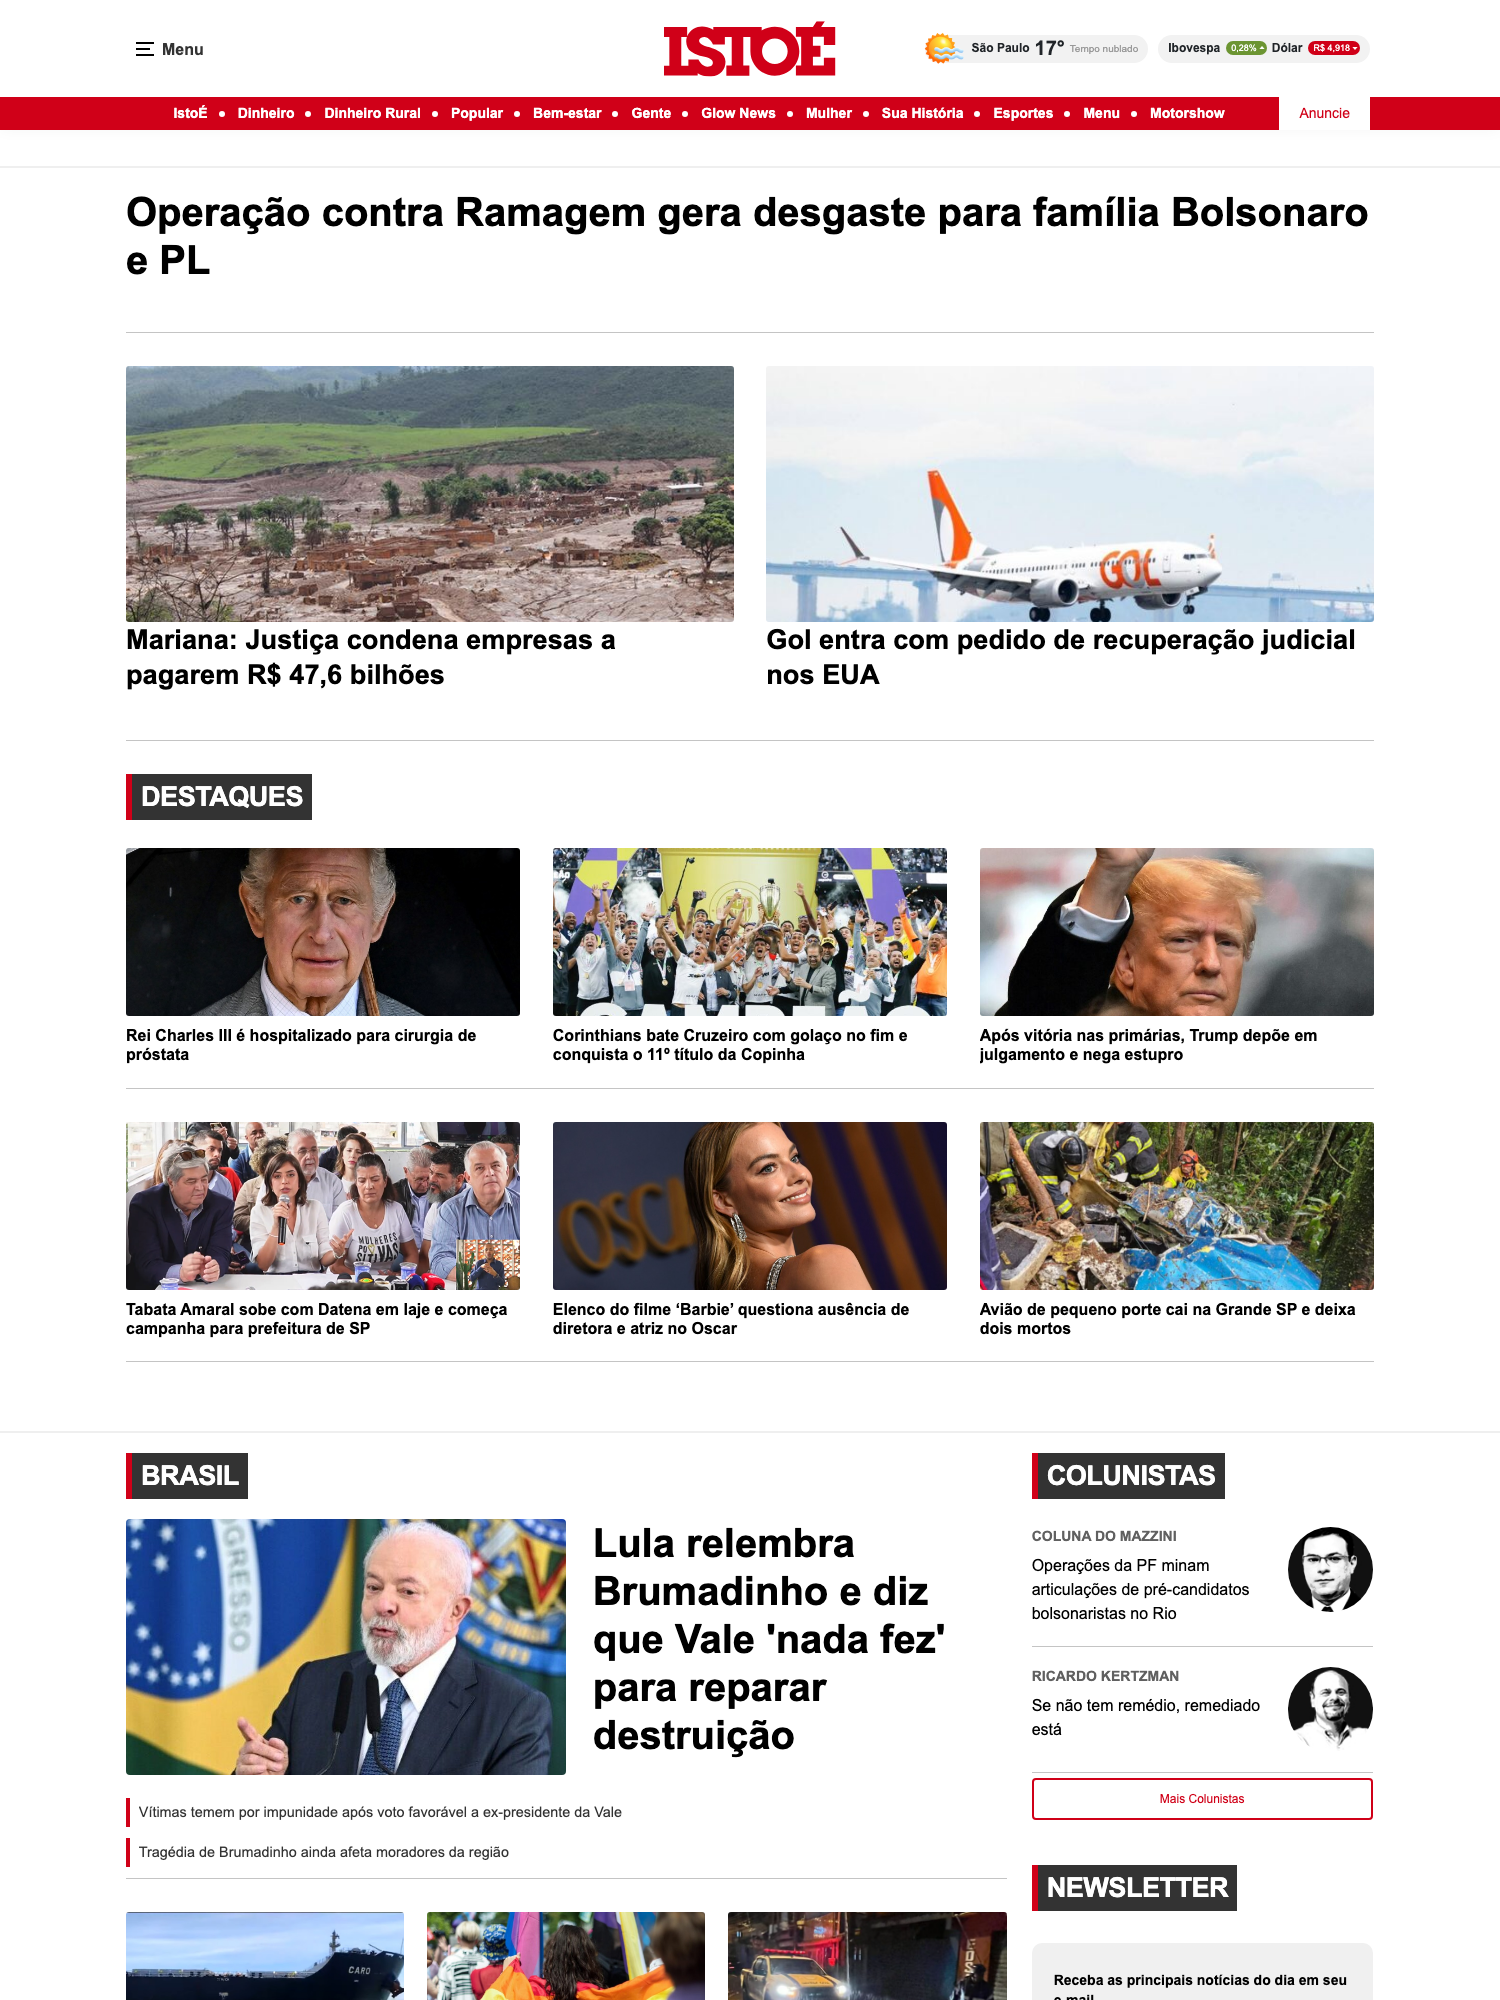 Menu
ISTOÉ
São Paulo 17° Tempo nublado
Ibovespa 0,28% Dólar R$ 4,918
IstoÉ • Dinheiro • Dinheiro Rural • Popular • Bem-estar • Gente • Glow News • Mulher • Sua História • Esportes • Menu • Motorshow
Anuncie
Operação contra Ramagem gera desgaste para família Bolsonaro
e PL
GOL
Mariana: Justiça condena empresas a
pagarem R$ 47,6 bilhões
Gol entra com pedido de recuperação judicial
nos EUA
DESTAQUES
CAMPEÃO
Rei Charles III é hospitalizado para cirurgia de
próstata
Corinthians bate Cruzeiro com golaço no fim e
conquista o 11º título da Copinha
Após vitória nas primárias, Trump depõe em
julgamento e nega estupro
MULHERES
POSITIVAS
OSCA
Tabata Amaral sobe com Datena em laje e começa
campanha para prefeitura de SP
Elenco do filme ‘Barbie’ questiona ausência de
diretora e atriz no Oscar
Avião de pequeno porte cai na Grande SP e deixa
dois mortos
BRASIL
GRESSO
Lula relembra
Brumadinho e diz
que Vale 'nada fez'
para reparar
destruição
Vítimas temem por impunidade após voto favorável a ex-presidente da Vale
Tragédia de Brumadinho ainda afeta moradores da região
CARO
COLUNISTAS
COLUNA DO MAZZINI
Operações da PF minam
articulações de pré-candidatos
bolsonaristas no Rio
RICARDO KERTZMAN
Se não tem remédio, remediado
está
Mais Colunistas
NEWSLETTER
Receba as principais notícias do dia em seu
e-mail